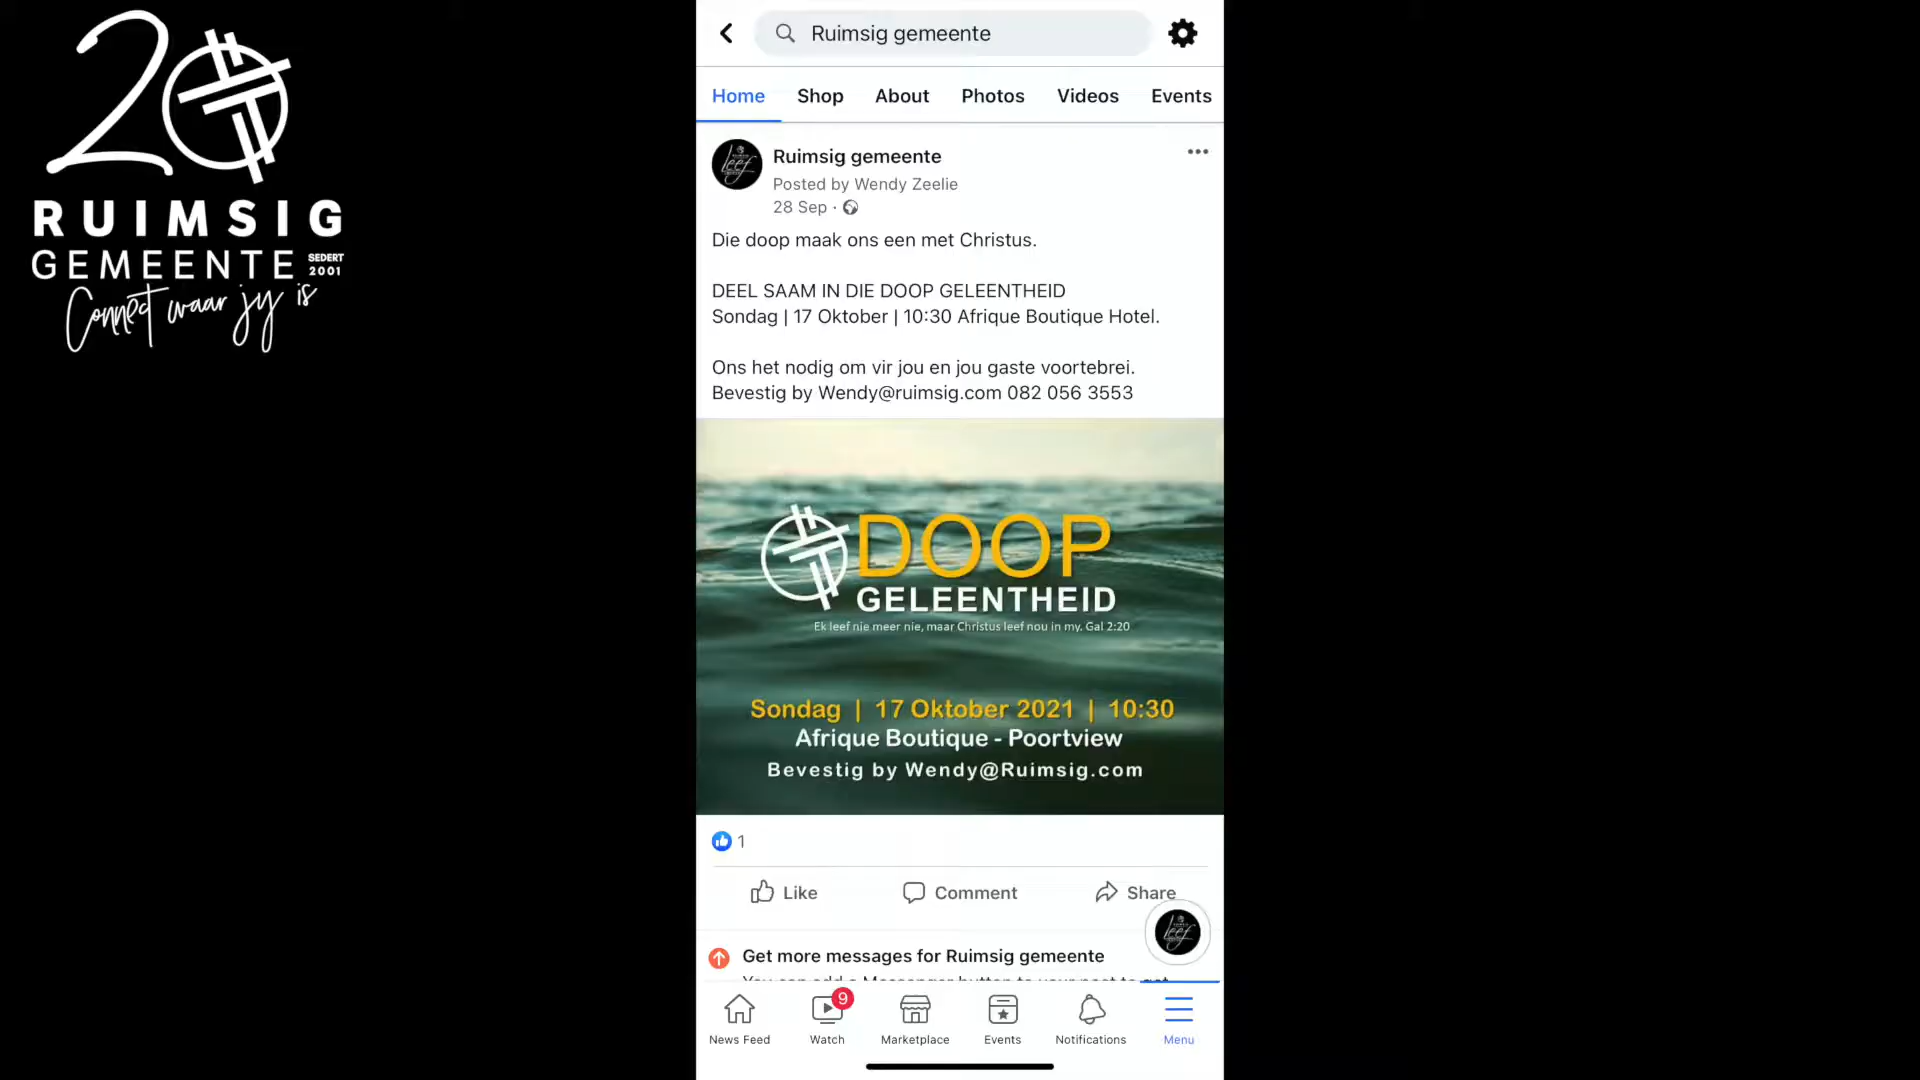 20
RUIMSIG
GEMEENTE SEDERT 2001
Connect waar jy is
Ruimsig gemeente
Home Shop About Photos Videos Events
Ruimsig gemeente
Posted by Wendy Zeelie
28 Sep ·
Die doop maak ons een met Christus.
DEEL SAAM IN DIE DOOP GELEENTHEID
Sondag | 17 Oktober | 10:30 Afrique Boutique Hotel.
Ons het nodig om vir jou en jou gaste voortebrei.
Bevestig by Wendy@ruimsig.com 082 056 3553
DOOP
GELEENTHEID
Ek leef nie meer nie, maar Christus leef nou in my. Gal 2:20
Sondag | 17 Oktober 2021 | 10:30
Afrique Boutique - Poortview
Bevestig by Wendy@Ruimsig.com
1
Like Comment Share
leef
Get more messages for Ruimsig gemeente
9
News Feed Watch Marketplace Events Notifications Menu